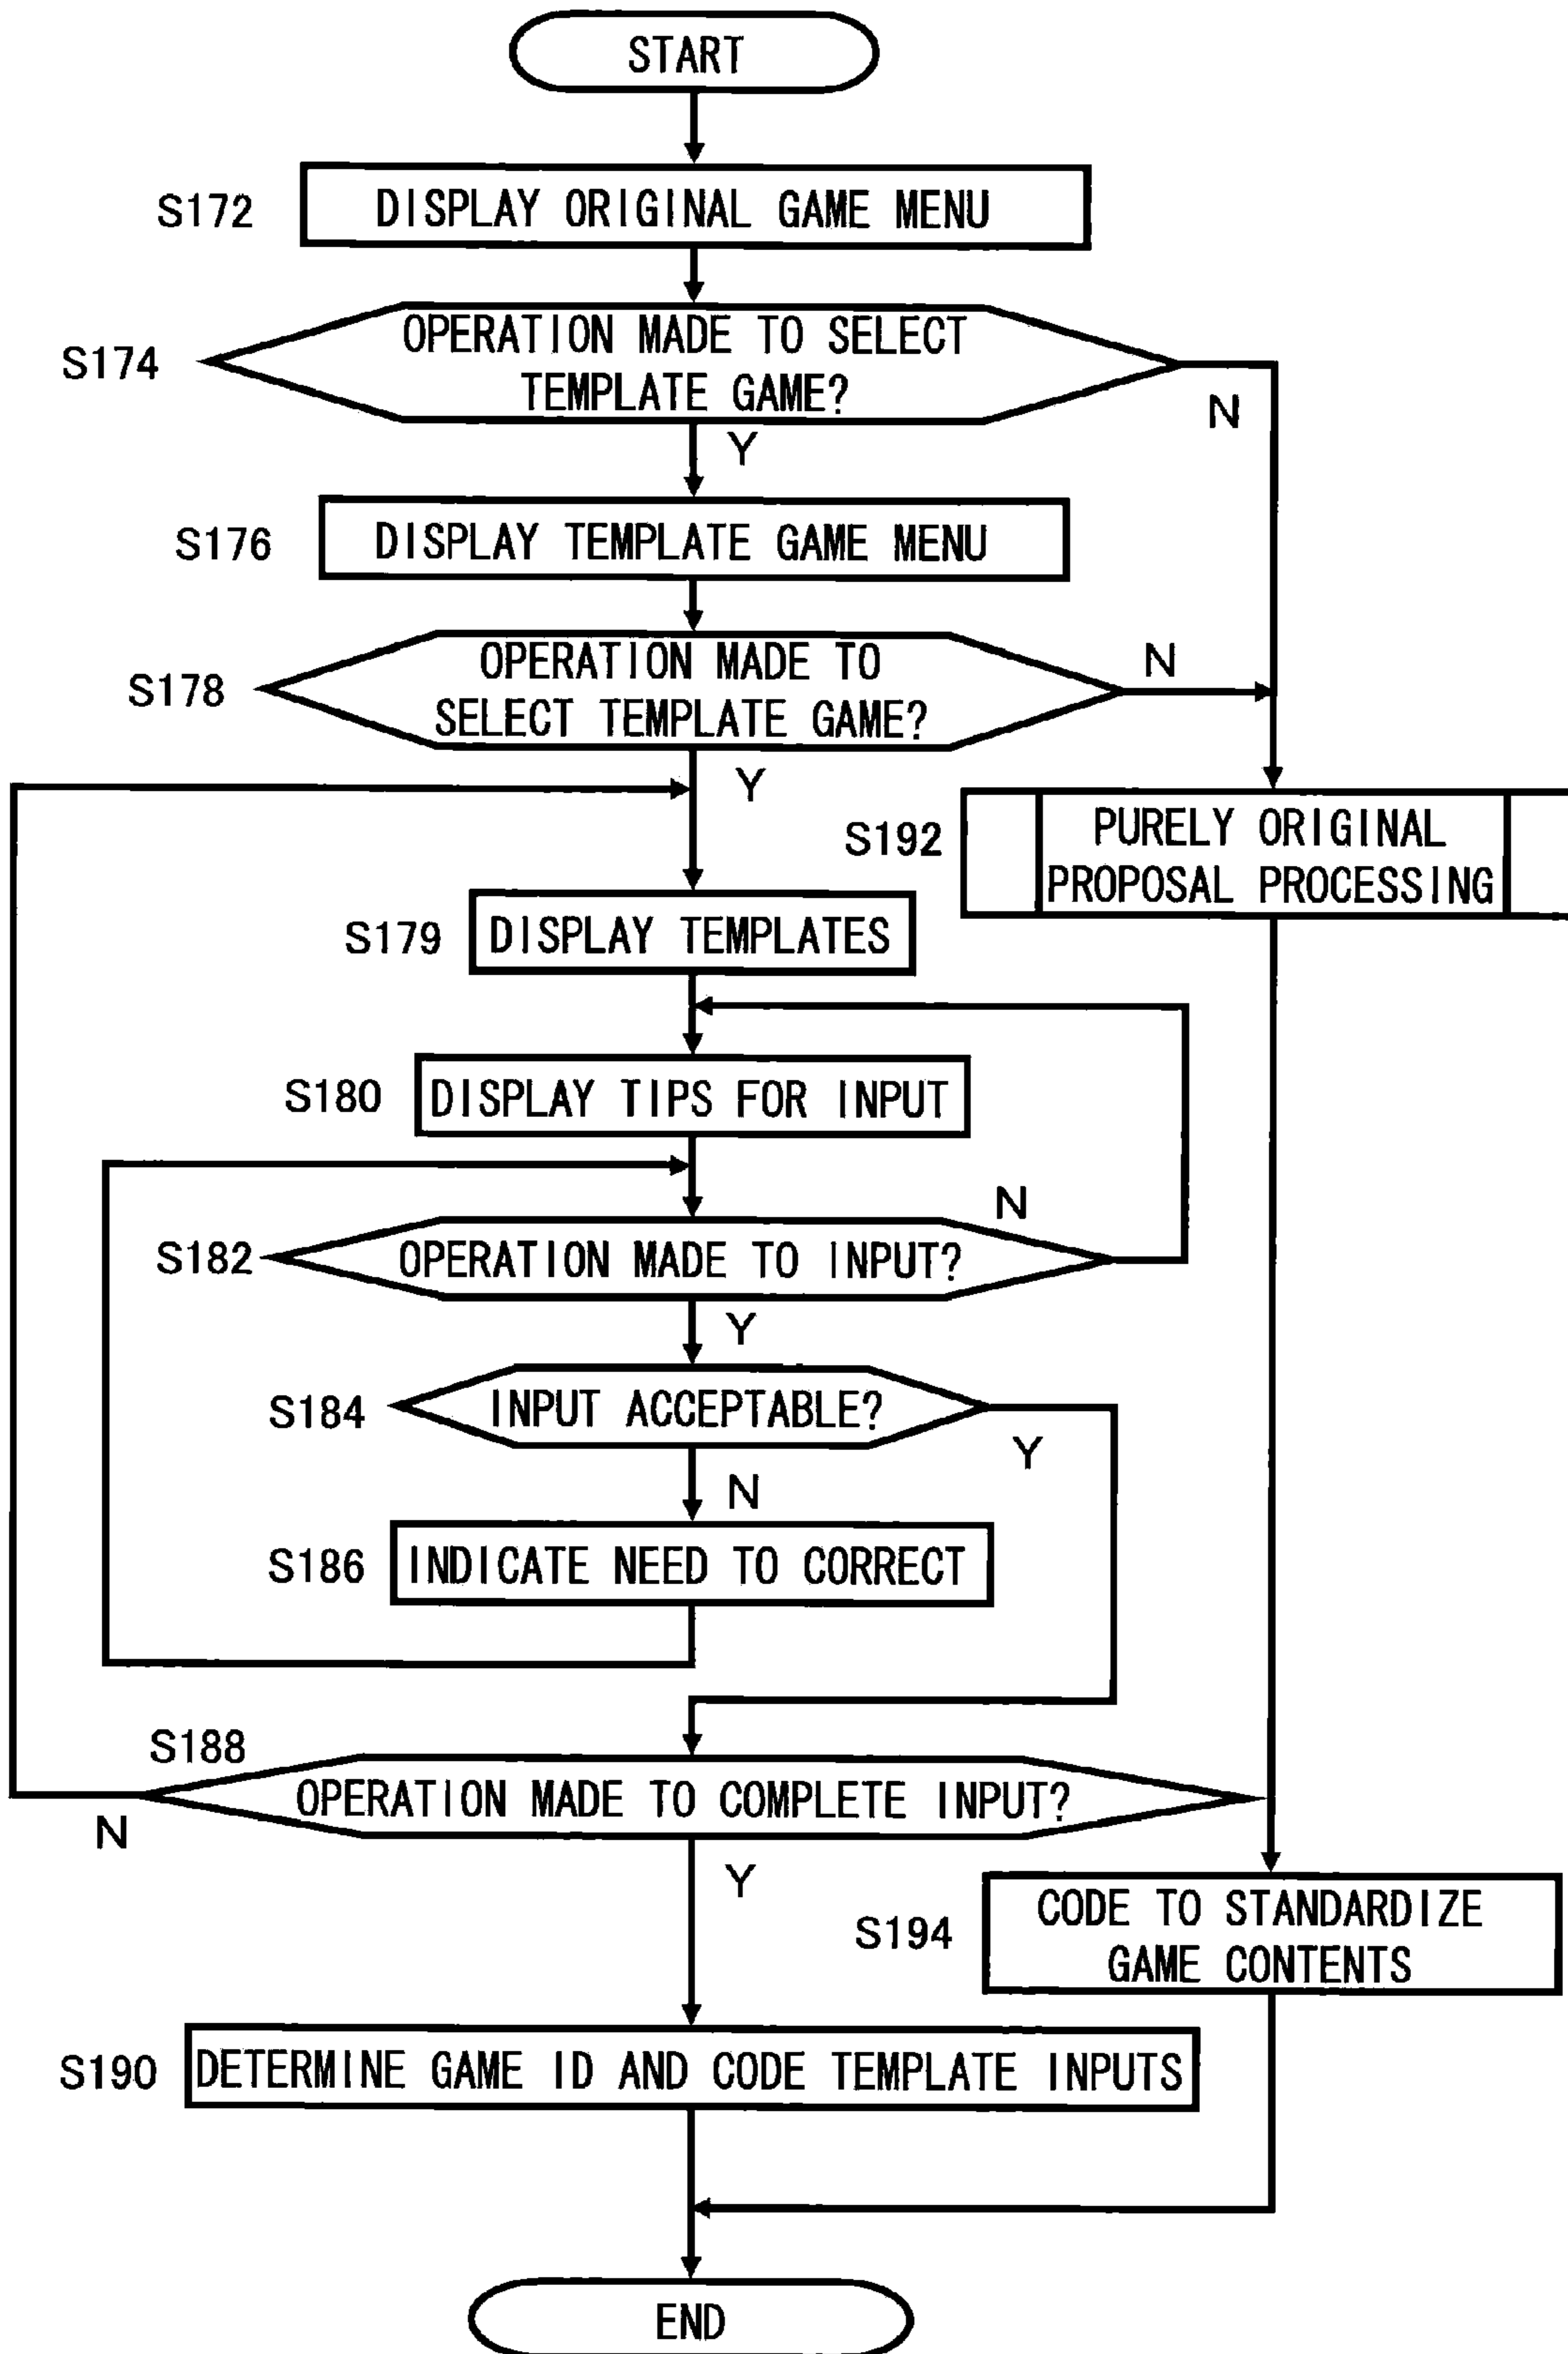 START
S172
DISPLAY ORIGINAL GAME MENU
S174
OPERATION MADE TO SELECT
TEMPLATE GAME?
N
Y
S176
DISPLAY TEMPLATE GAME MENU
S178
OPERATION MADE TO
SELECT TEMPLATE GAME?
N
Y
S192
PURELY ORIGINAL
PROPOSAL PROCESSING
S179
DISPLAY TEMPLATES
S180
DISPLAY TIPS FOR INPUT
S182
OPERATION MADE TO INPUT?
N
Y
S184
INPUT ACCEPTABLE?
Y
N
S186
INDICATE NEED TO CORRECT
S188
OPERATION MADE TO COMPLETE INPUT?
N
Y
S194
CODE TO STANDARDIZE
GAME CONTENTS
S190
DETERMINE GAME ID AND CODE TEMPLATE INPUTS
END